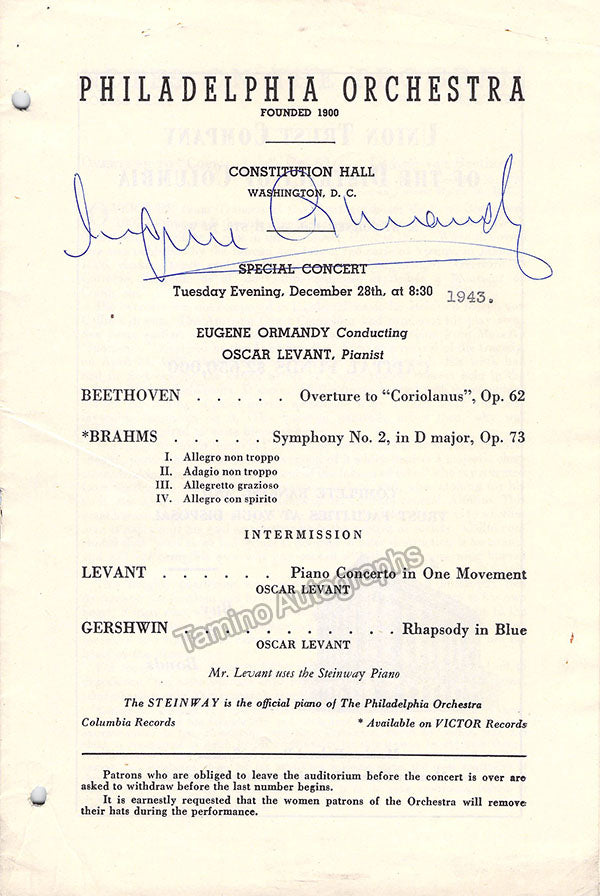 PHILADELPHIA ORCHESTRA
FOUNDED 1900
CONSTITUTION HALL
WASHINGTON, D. C.
Eugene Ormandy
SPECIAL CONCERT
Tuesday Evening, December 28th, at 8:30 1943.
EUGENE ORMANDY Conducting
OSCAR LEVANT, Pianist
BEETHOVEN . . . . . Overture to "Coriolanus", Op. 62
*BRAHMS . . . . . Symphony No. 2, in D major, Op. 73
I. Allegro non troppo
II. Adagio non troppo
III. Allegretto grazioso
IV. Allegro con spirito
INTERMISSION
LEVANT . . . . . . Piano Concerto in One Movement
OSCAR LEVANT
Tamino Autographs
GERSHWIN . . . . . . . . . . . . Rhapsody in Blue
OSCAR LEVANT
Mr. Levant uses the Steinway Piano
The STEINWAY is the official piano of The Philadelphia Orchestra
Columbia Records * Available on VICTOR Records
Patrons who are obliged to leave the auditorium before the concert is over are
asked to withdraw before the last number begins.
It is earnestly requested that the women patrons of the Orchestra will remove
their hats during the performance.